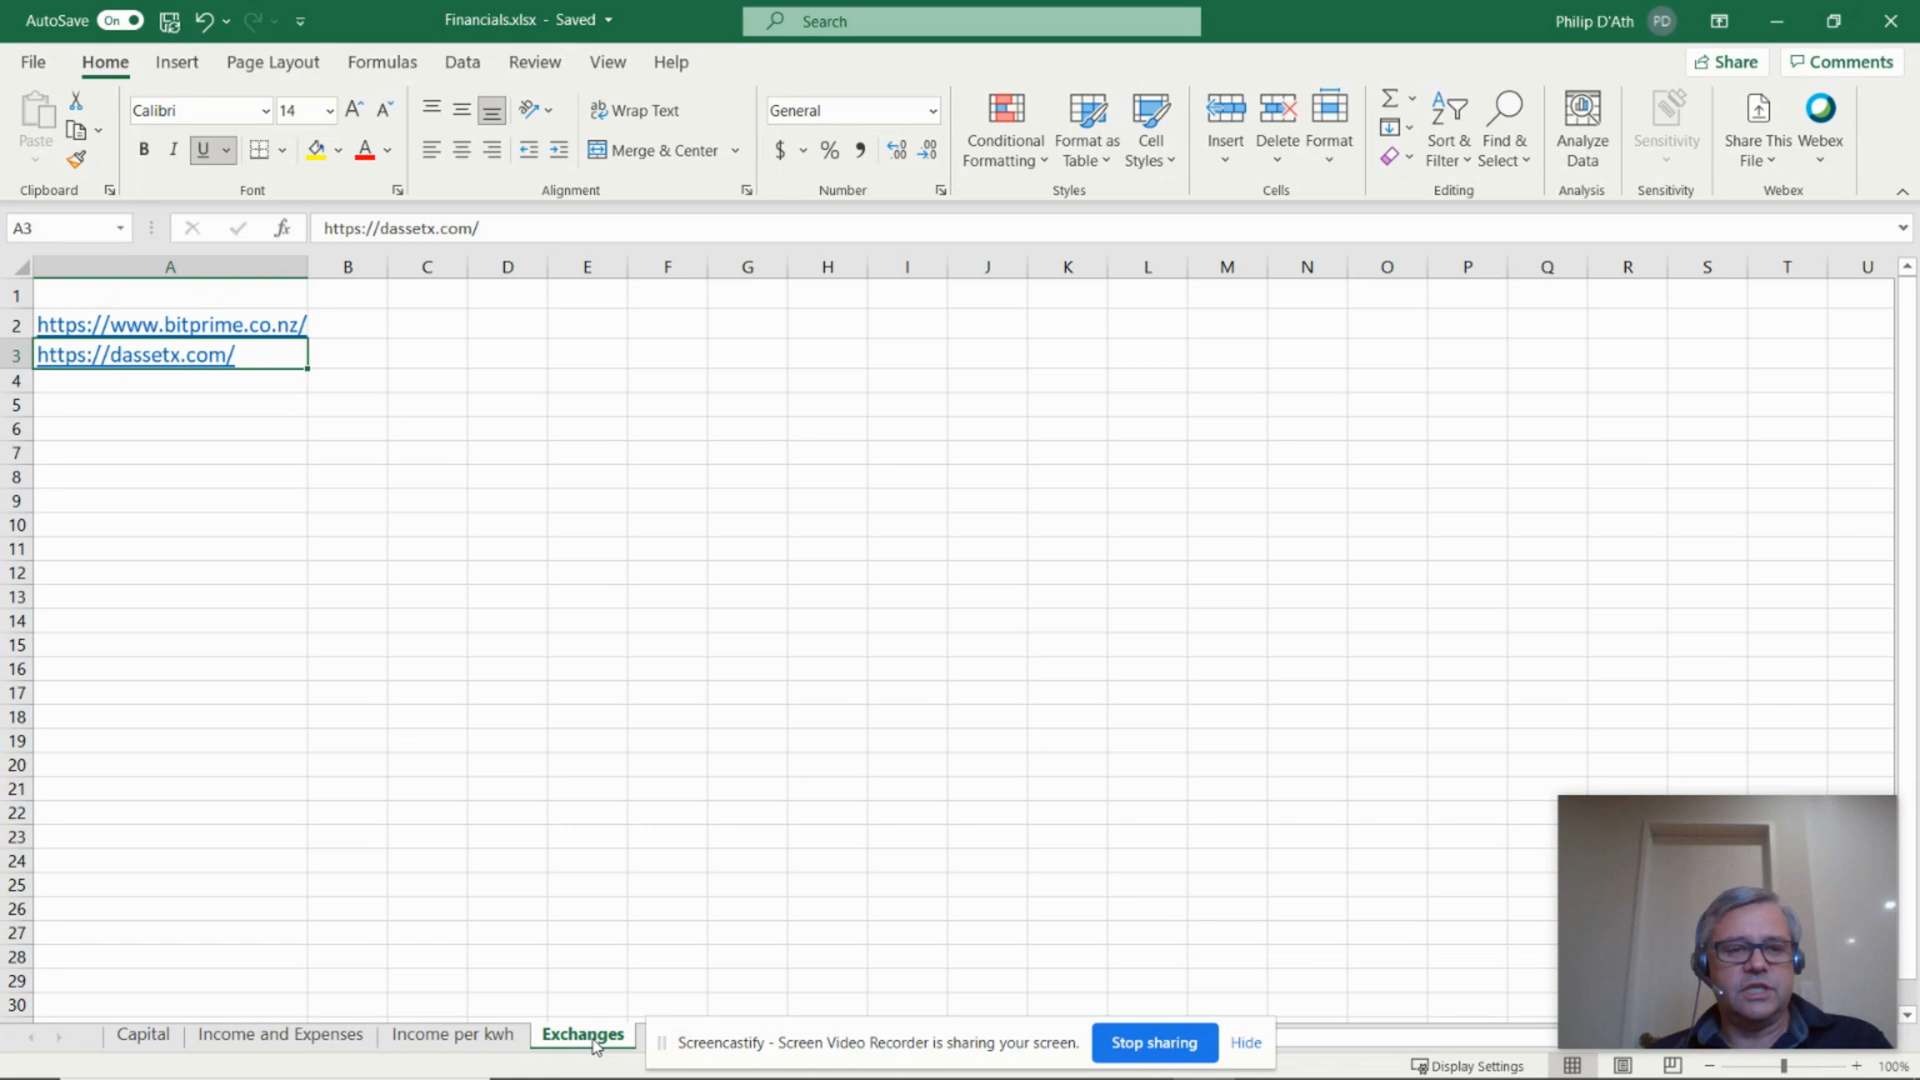 AutoSave On Financials.xlsx - Saved Search Philip D'Ath PD
File Home Insert Page Layout Formulas Data Review View Help Share Comments
Paste Calibri 14 Wrap Text General
B I U Merge & Center $ % ,
Conditional Formatting Format as Table Cell Styles Insert Delete Format Sort & Filter Find & Select Analyze Data Sensitivity Share This File Webex
Clipboard Font Alignment Number Styles Cells Editing Analysis Sensitivity Webex
A3 fx https://dassetx.com/
A B C D E F G H I J K L M N O P Q R S T U
1
2 https://www.bitprime.co.nz/
3 https://dassetx.com/
4
5
6
7
8
9
10
11
12
13
14
15
16
17
18
19
20
21
22
23
24
25
26
27
28
29
30
Capital Income and Expenses Income per kwh Exchanges
Screencastify - Screen Video Recorder is sharing your screen. Stop sharing Hide
Display Settings 100%